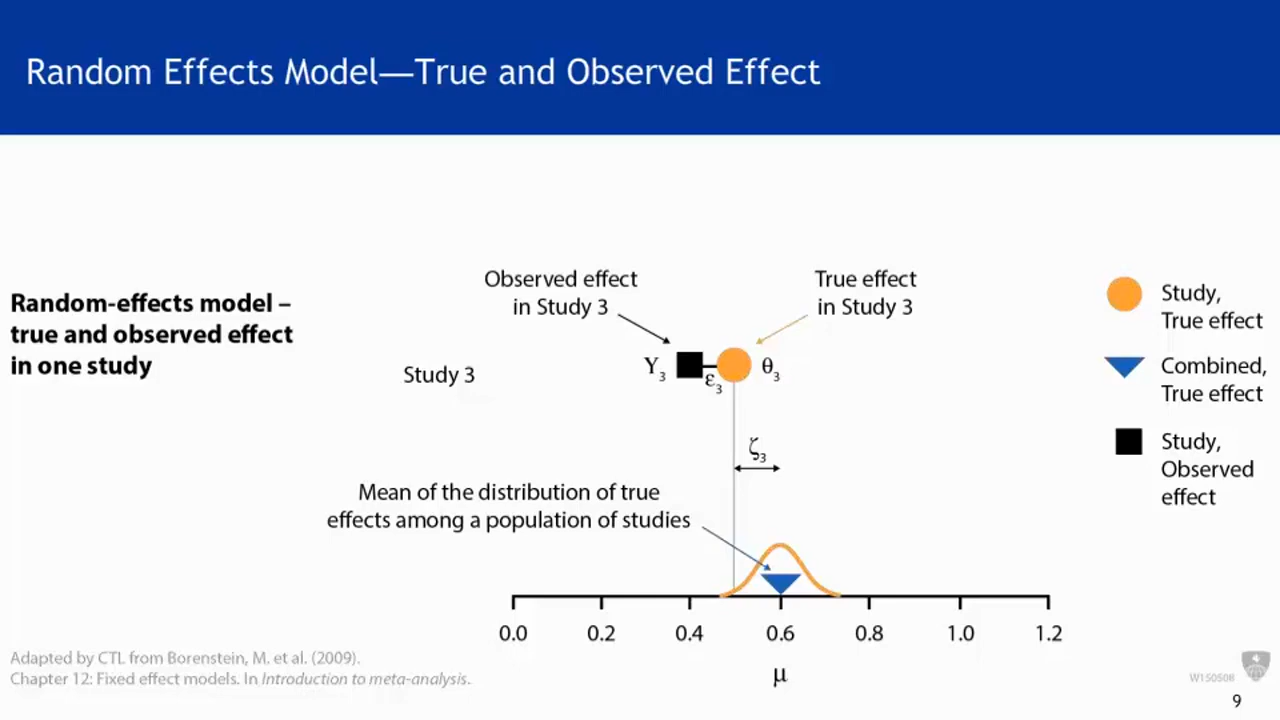 Random Effects Model—True and Observed Effect
Random-effects model –
true and observed effect
in one study
Observed effect
in Study 3
True effect
in Study 3
Study 3
Y3
ε3
θ3
ζ3
Mean of the distribution of true
effects among a population of studies
0.0 0.2 0.4 0.6 0.8 1.0 1.2
μ
Study,
True effect
Combined,
True effect
Study,
Observed
effect
Adapted by CTL from Borenstein, M. et al. (2009).
Chapter 12: Fixed effect models. In Introduction to meta-analysis.
W150508
9